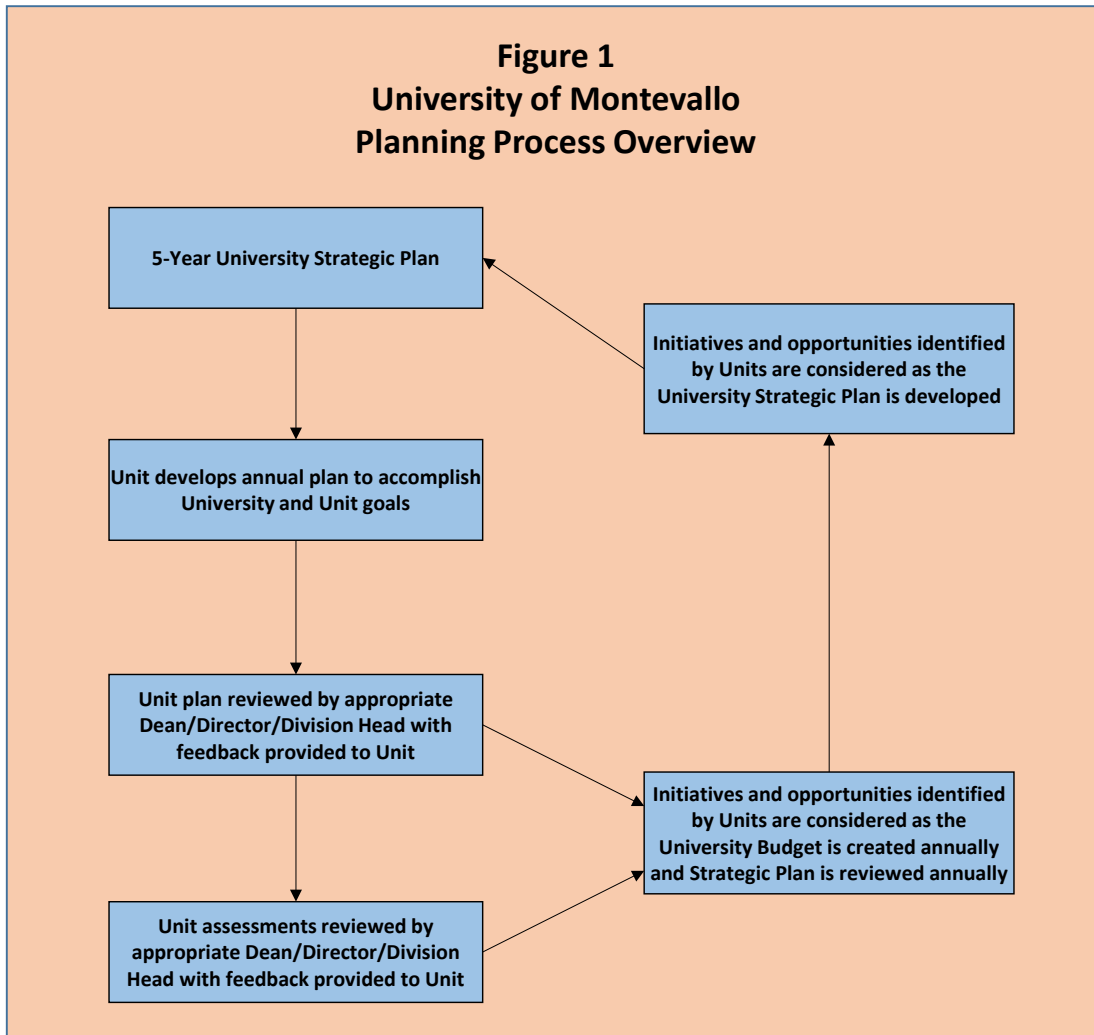 Figure 1
University of Montevallo
Planning Process Overview
5-Year University Strategic Plan
Initiatives and opportunities identified
by Units are considered as the
University Strategic Plan is developed
Unit develops annual plan to accomplish
University and Unit goals
Unit plan reviewed by appropriate
Dean/Director/Division Head with
feedback provided to Unit
Initiatives and opportunities identified
by Units are considered as the
University Budget is created annually
and Strategic Plan is reviewed annually
Unit assessments reviewed by
appropriate Dean/Director/Division
Head with feedback provided to Unit